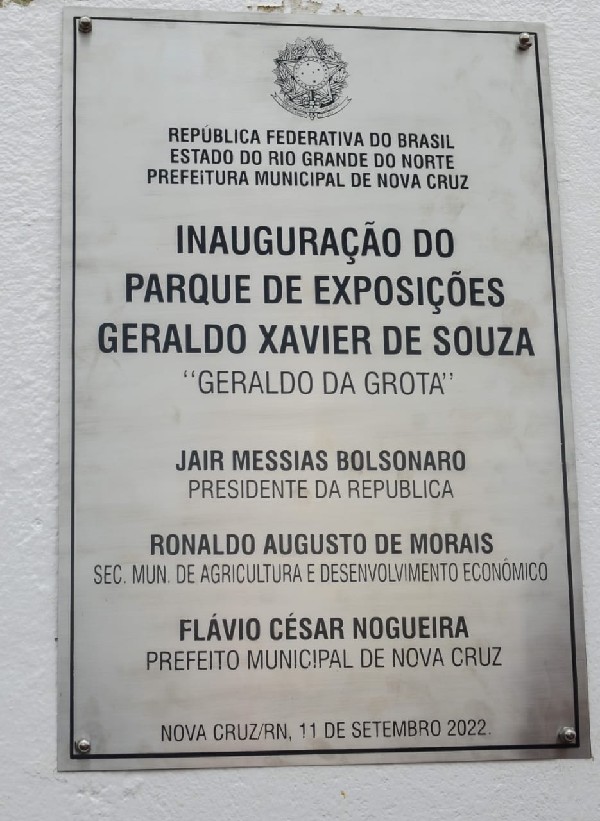 REPÚBLICA FEDERATIVA DO BRASIL
ESTADO DO RIO GRANDE DO NORTE
PREFEITURA MUNICIPAL DE NOVA CRUZ
INAUGURAÇÃO DO
PARQUE DE EXPOSIÇÕES
GERALDO XAVIER DE SOUZA
"GERALDO DA GROTA"
JAIR MESSIAS BOLSONARO
PRESIDENTE DA REPUBLICA
RONALDO AUGUSTO DE MORAIS
SEC. MUN. DE AGRICULTURA E DESENVOLVIMENTO ECONÓMICO
FLÁVIO CÉSAR NOGUEIRA
PREFEITO MUNICIPAL DE NOVA CRUZ
NOVA CRUZ/RN, 11 DE SETEMBRO 2022.